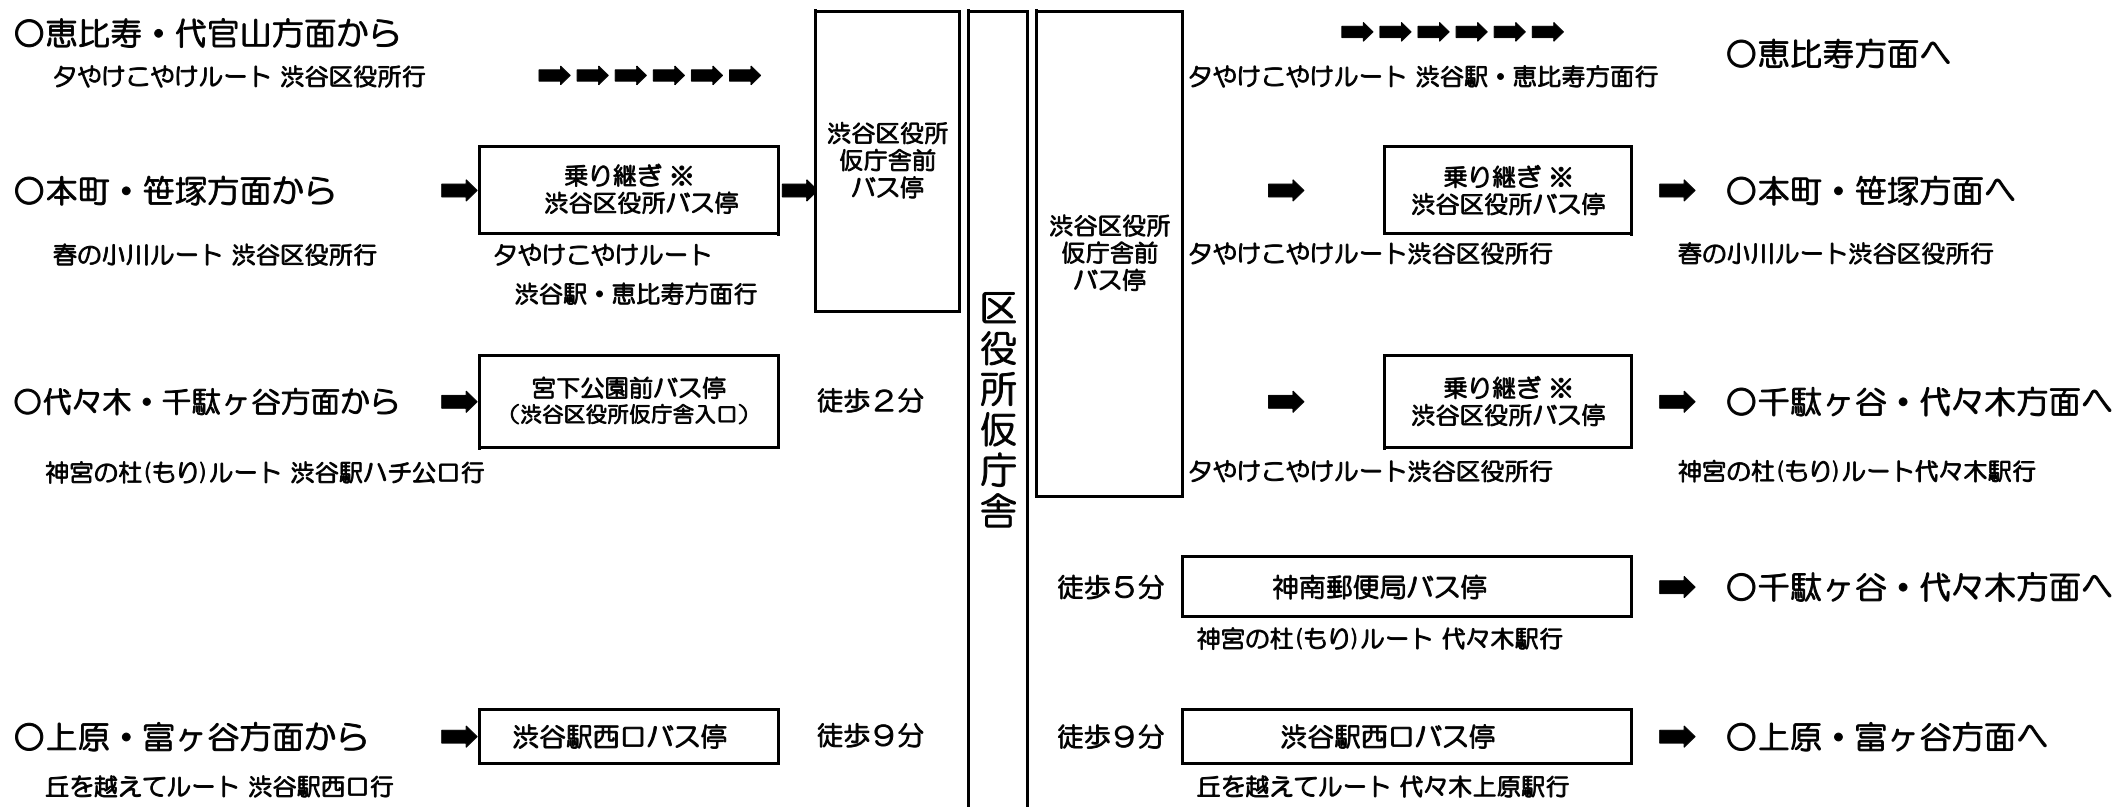 〇恵比寿・代官山方面から
夕やけこやけルート 渋谷区役所行
〇本町・笹塚方面から
乗り継ぎ ※
渋谷区役所バス停
春の小川ルート 渋谷区役所行
夕やけこやけルート
渋谷駅・恵比寿方面行
渋谷区役所
仮庁舎前
バス停
〇代々木・千駄ヶ谷方面から
宮下公園前バス停
（渋谷区役所仮庁舎入口）
徒歩２分
神宮の杜(もり)ルート 渋谷駅ハチ公口行
〇上原・富ヶ谷方面から
渋谷駅西口バス停
徒歩９分
丘を越えてルート 渋谷駅西口行
区役所仮庁舎
渋谷区役所
仮庁舎前
バス停
夕やけこやけルート 渋谷駅・恵比寿方面行
〇恵比寿方面へ
乗り継ぎ ※
渋谷区役所バス停
〇本町・笹塚方面へ
夕やけこやけルート渋谷区役所行
春の小川ルート渋谷区役所行
乗り継ぎ ※
渋谷区役所バス停
〇千駄ヶ谷・代々木方面へ
夕やけこやけルート渋谷区役所行
神宮の杜(もり)ルート代々木駅行
徒歩５分
神南郵便局バス停
〇千駄ヶ谷・代々木方面へ
神宮の杜(もり)ルート 代々木駅行
徒歩９分
渋谷駅西口バス停
〇上原・富ヶ谷方面へ
丘を越えてルート 代々木上原駅行